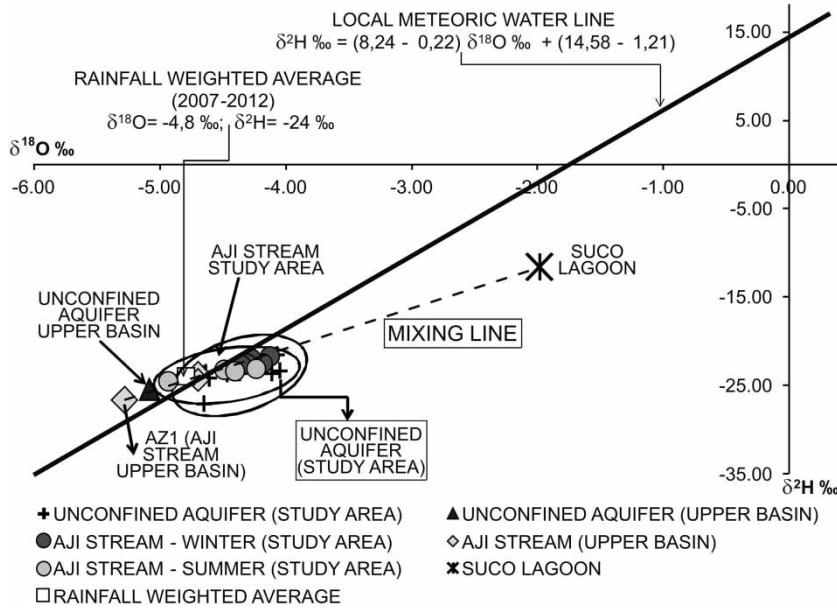 LOCAL METEORIC WATER LINE
δ²H ‰ = (8,24 - 0,22) δ¹⁸O ‰ + (14,58 - 1,21)
15.00
RAINFALL WEIGHTED AVERAGE
(2007-2012)
δ¹⁸O= -4,8 ‰; δ²H= -24 ‰
5.00
δ¹⁸O ‰
-6.00 -5.00 -4.00 -3.00 -2.00 -1.00 0.00
-5.00
AJI STREAM
STUDY AREA
SUCO
LAGOON
UNCONFINED
AQUIFER
UPPER BASIN
-15.00
MIXING LINE
-25.00
AZ1 (AJI
STREAM
UPPER BASIN)
UNCONFINED
AQUIFER
(STUDY AREA)
-35.00
δ²H ‰
UNCONFINED AQUIFER (STUDY AREA)
UNCONFINED AQUIFER (UPPER BASIN)
AJI STREAM - WINTER (STUDY AREA)
AJI STREAM (UPPER BASIN)
AJI STREAM - SUMMER (STUDY AREA)
SUCO LAGOON
RAINFALL WEIGHTED AVERAGE